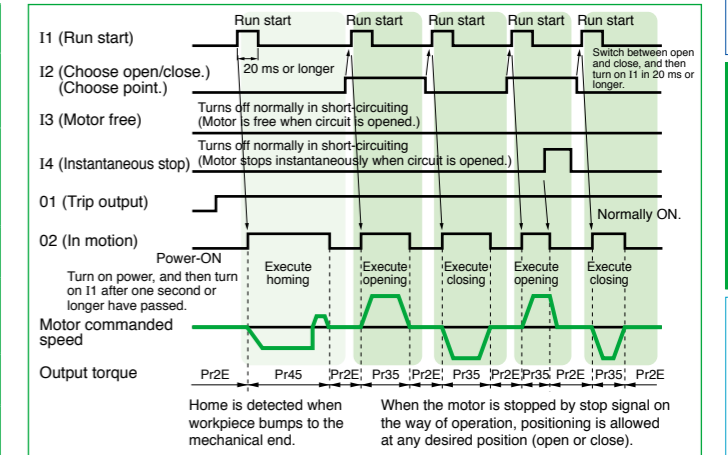 Run start Run start Run start Run start Run start
I1 (Run start)
20 ms or longer
Switch between open
and close, and then
turn on I1 in 20 ms or
longer.
I2 (Choose open/close.)
(Choose point.)
Turns off normally in short-circuiting
I3 (Motor free)
(Motor is free when circuit is opened.)
Turns off normally in short-circuiting
I4 (Instantaneous stop)
(Motor stops instantaneously when circuit is opened.)
01 (Trip output)
Normally ON.
02 (In motion)
Power-ON
Turn on power, and then turn
on I1 after one second or
longer have passed.
Execute
homing
Execute
opening
Execute
closing
Execute
opening
Execute
closing
Motor commanded
speed
Output torque
Pr2E Pr45 Pr2E Pr35 Pr2E Pr35 Pr2E Pr35 Pr2E Pr35 Pr2E
Home is detected when
workpiece bumps to the
mechanical end.
When the motor is stopped by stop signal on
the way of operation, positioning is allowed
at any desired position (open or close).